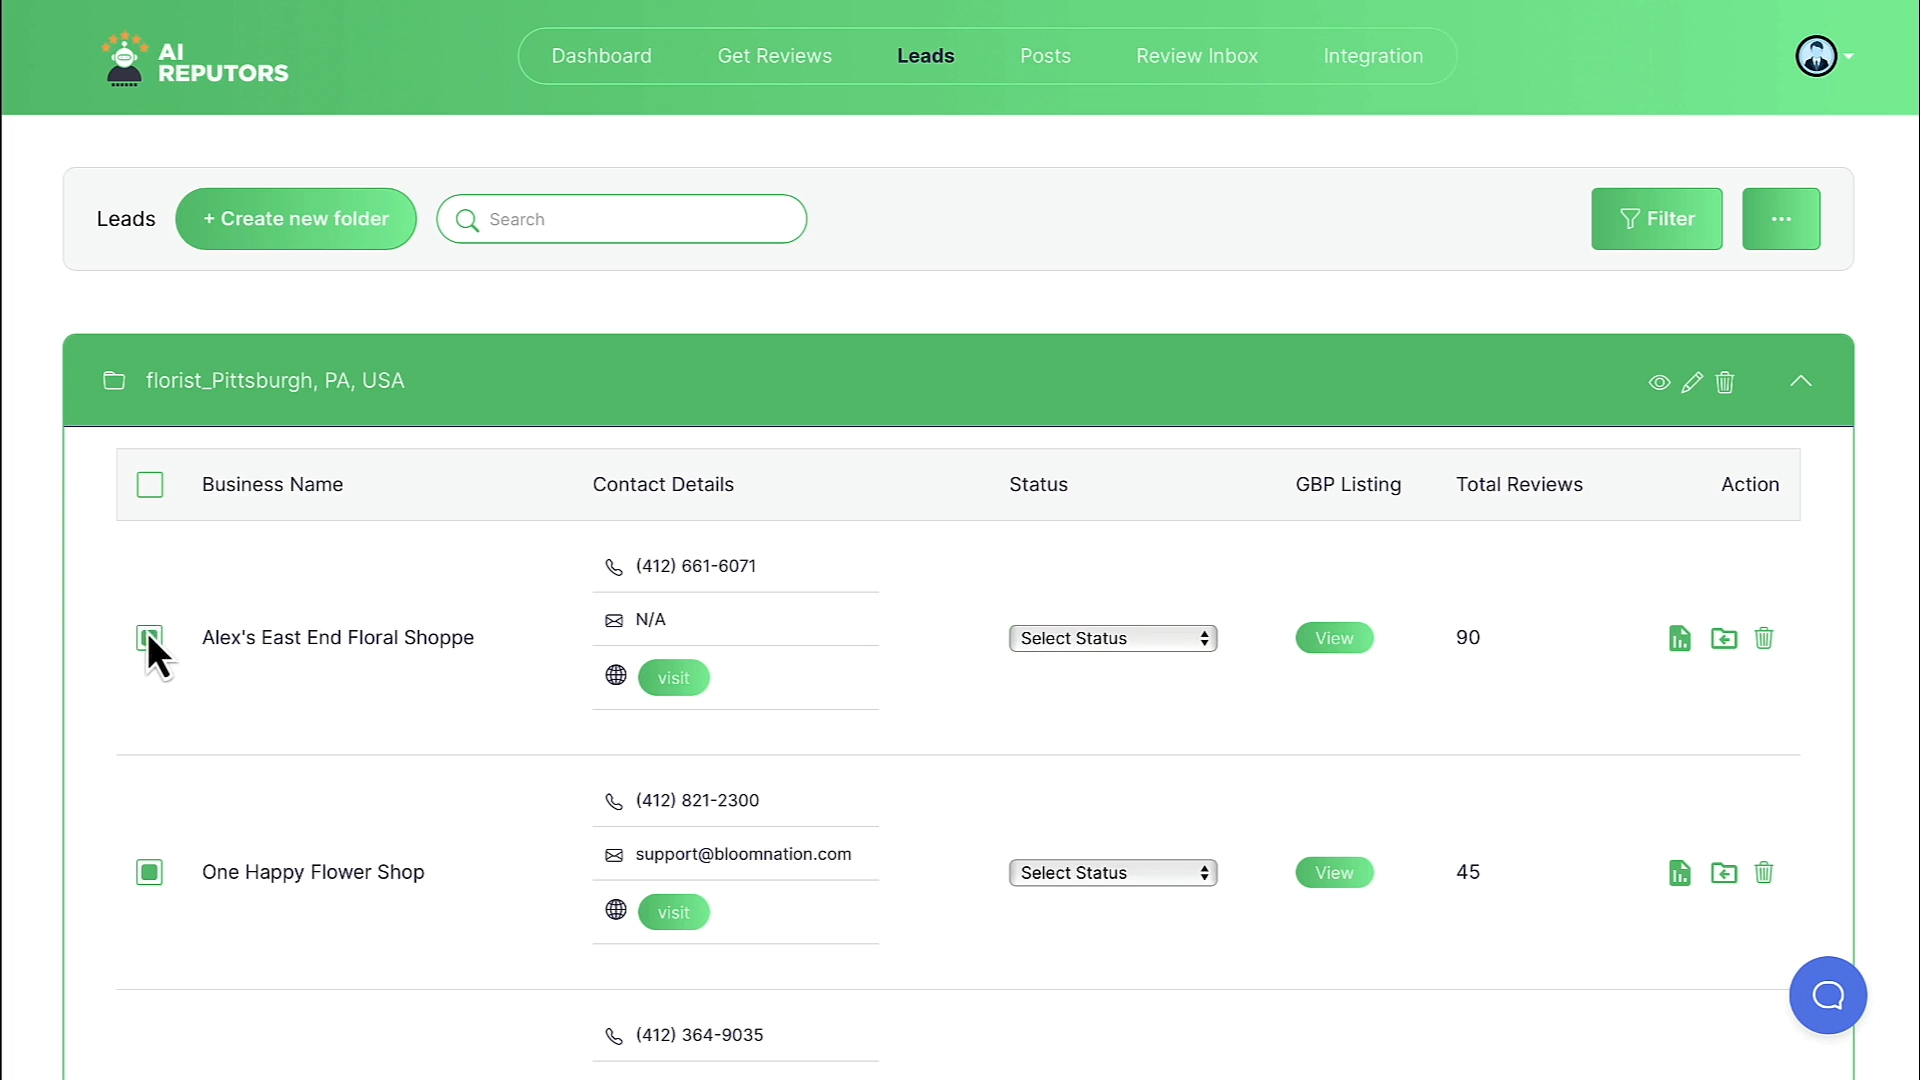 AI
REPUTORS
Dashboard
Get Reviews
Leads
Posts
Review Inbox
Integration
Leads
+ Create new folder
Search
Filter
...
florist_Pittsburgh, PA, USA
Business Name
Contact Details
Status
GBP Listing
Total Reviews
Action
(412) 661-6071
N/A
visit
Alex's East End Floral Shoppe
Select Status
View
90
(412) 821-2300
support@bloomnation.com
visit
One Happy Flower Shop
Select Status
View
45
(412) 364-9035